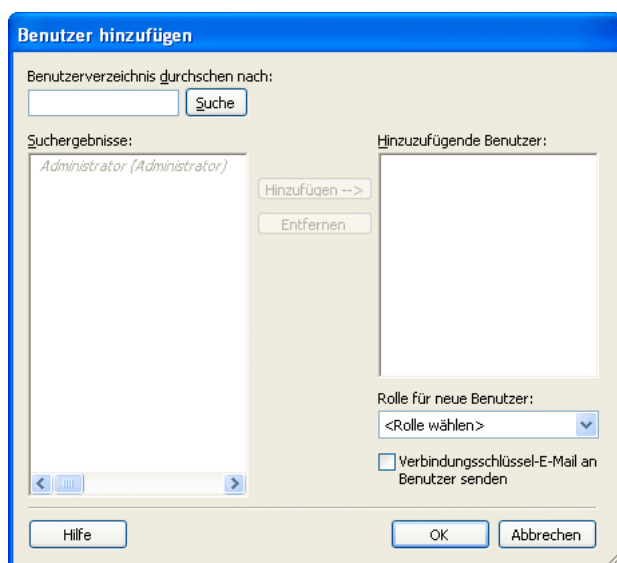 Benutzer hinzufügen
Benutzerverzeichnis durchschen nach:
Suche
Suchergebnisse:
Hinzuzufügende Benutzer:
Administrator (Administrator)
Hinzufügen -->
Entfernen
Rolle für neue Benutzer:
<Rolle wählen>
Verbindungsschlüssel-E-Mail an
Benutzer senden
Hilfe
OK
Abbrechen